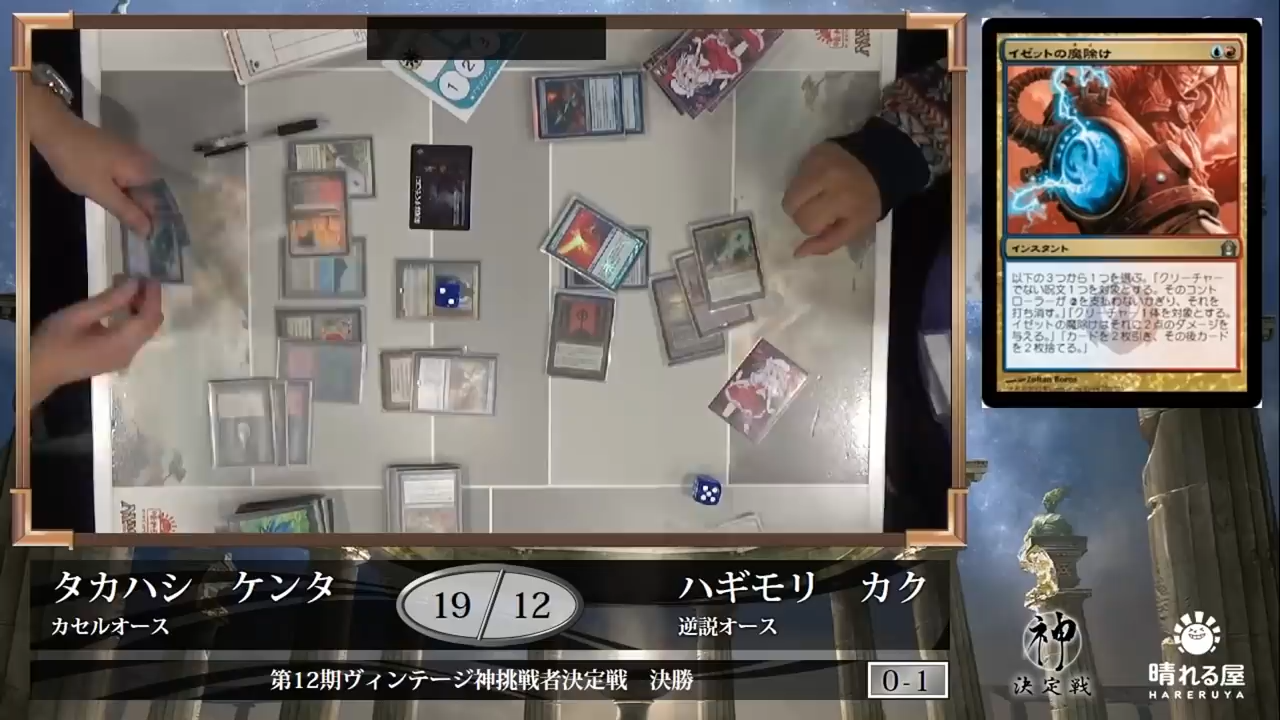 イゼットの魔除け
インスタント
以下の3つから1つを選ぶ。「クリーチャー
でない呪文1つを対象とする。そのコント
ローラーが②を支払わないかぎり、それを
打ち消す。」「クリーチャー1体を対象とする。
イゼットの魔除けはそれに2点のダメージを
与える。」「カードを2枚引き、その後カード
を2枚捨てる。」
Zoltan Boros
タカハシ ケンタ
カセルオース
19 / 12
ハギモリ カク
逆説オース
第12期ヴィンテージ神挑戦者決定戦 決勝
0-1
神
決定戦
晴れる屋
HARERUYA